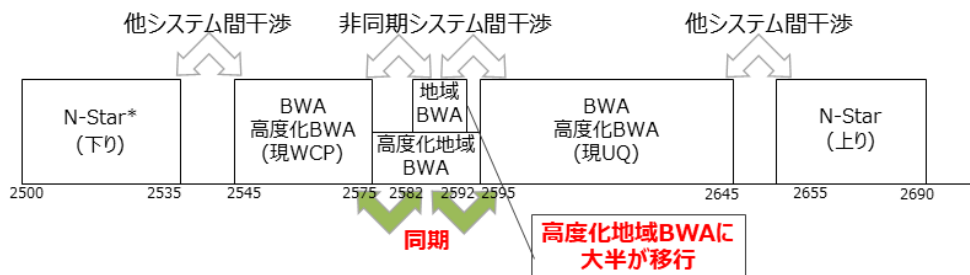 他システム間干渉
非同期システム間干渉
他システム間干渉
N-Star*
(下り)
BWA
高度化BWA
(現WCP)
地域
BWA
高度化地域
BWA
BWA
高度化BWA
(現UQ)
N-Star
(上り)
2500
2535
2545
2575
2582
2592
2595
2645
2655
2690
同期
高度化地域BWAに
大半が移行